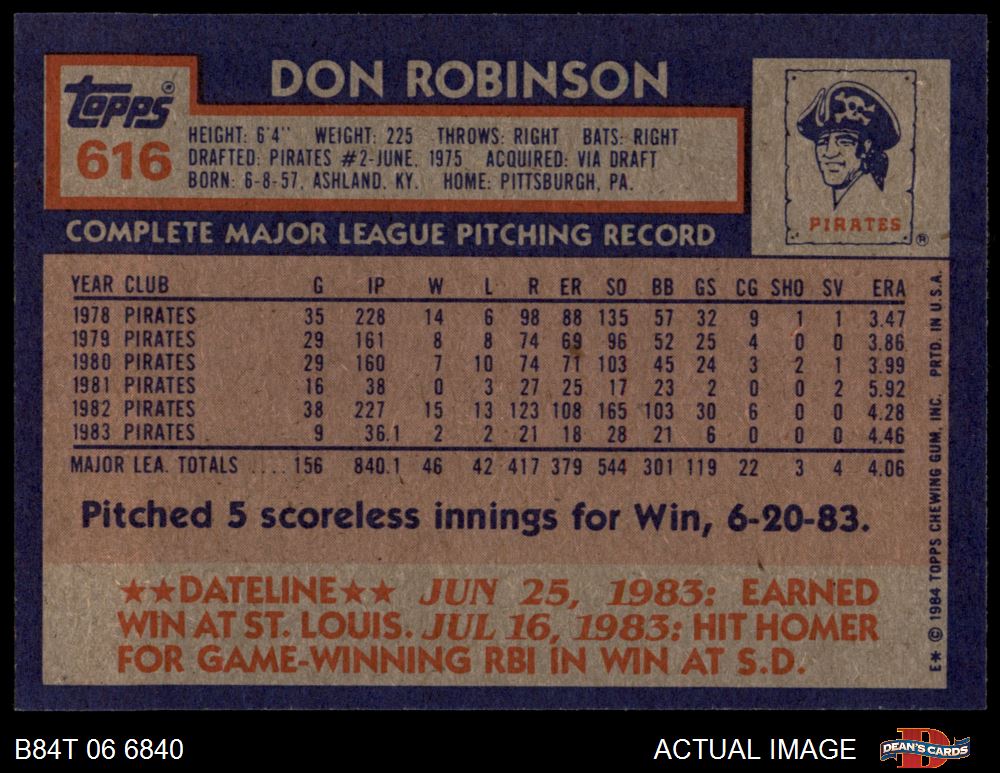 DON ROBINSON
Topps®
616
HEIGHT: 6'4" WEIGHT: 225 THROWS: RIGHT BATS: RIGHT
DRAFTED: PIRATES #2-JUNE, 1975 ACQUIRED: VIA DRAFT
BORN: 6-8-57, ASHLAND, KY. HOME: PITTSBURGH, PA.
PIRATES ®
COMPLETE MAJOR LEAGUE PITCHING RECORD
YEAR CLUB G IP W L R ER SO BB GS CG SHO SV ERA
1978 PIRATES 35 228 14 6 98 88 135 57 32 9 1 1 3.47
1979 PIRATES 29 161 8 8 74 69 96 52 25 4 0 0 3.86
1980 PIRATES 29 160 7 10 74 71 103 45 24 3 2 1 3.99
1981 PIRATES 16 38 0 3 27 25 17 23 2 0 0 2 5.92
1982 PIRATES 38 227 15 13 123 108 165 103 30 6 0 0 4.28
1983 PIRATES 9 36.1 2 2 21 18 28 21 6 0 0 0 4.46
MAJOR LEA. TOTALS .... 156 840.1 46 42 417 379 544 301 119 22 3 4 4.06
Pitched 5 scoreless innings for Win, 6-20-83.
★★DATELINE★★ JUN 25, 1983: EARNED
WIN AT ST. LOUIS. JUL 16, 1983: HIT HOMER
FOR GAME-WINNING RBI IN WIN AT S.D.
E* © 1984 TOPPS CHEWING GUM, INC. PRTD. IN U.S.A.
B84T 06 6840
ACTUAL IMAGE
DEAN'S CARDS